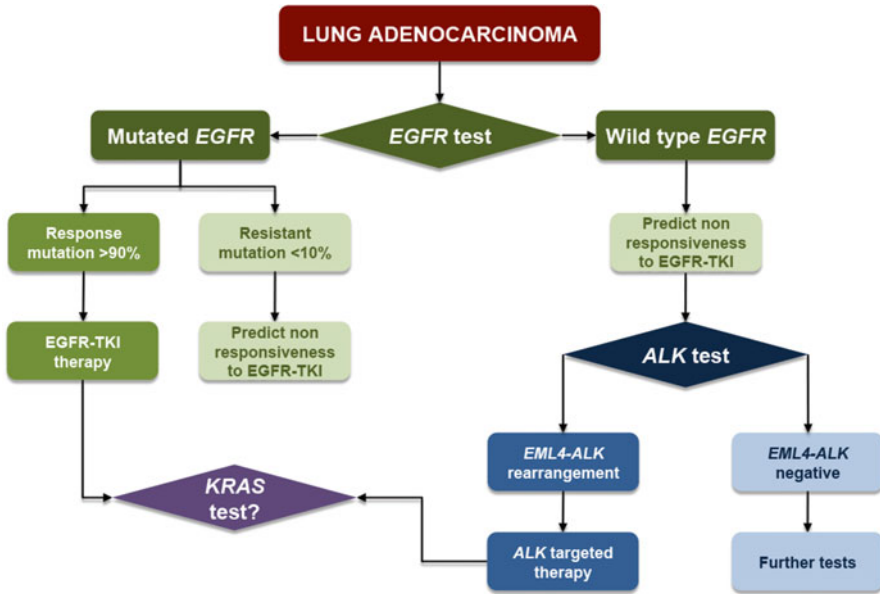 LUNG ADENOCARCINOMA
Mutated EGFR
EGFR test
Wild type EGFR
Response
mutation >90%
Resistant
mutation <10%
Predict non
responsiveness
to EGFR-TKI
EGFR-TKI
therapy
Predict non
responsiveness
to EGFR-TKI
ALK test
EML4-ALK
rearrangement
EML4-ALK
negative
KRAS
test?
ALK targeted
therapy
Further tests